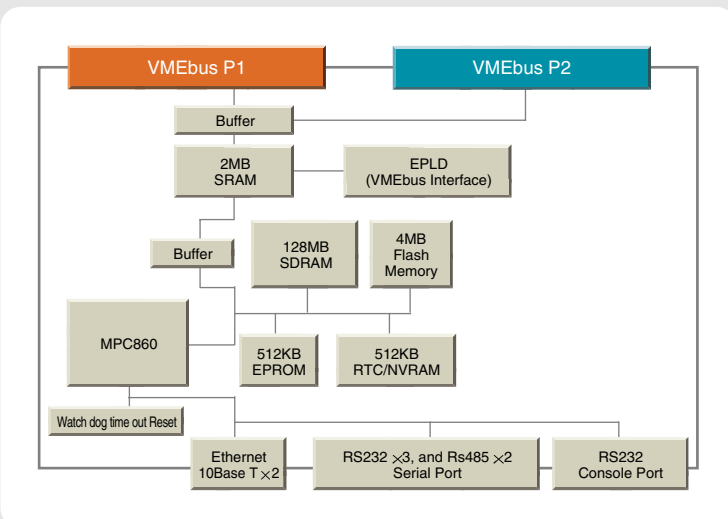 VMEbus P1
VMEbus P2
Buffer
2MB
SRAM
EPLD
(VMEbus Interface)
Buffer
128MB
SDRAM
4MB
Flash
Memory
MPC860
512KB
EPROM
512KB
RTC/NVRAM
Watch dog time out Reset
Ethernet
10Base T×2
RS232 ×3, and Rs485 ×2
Serial Port
RS232
Console Port